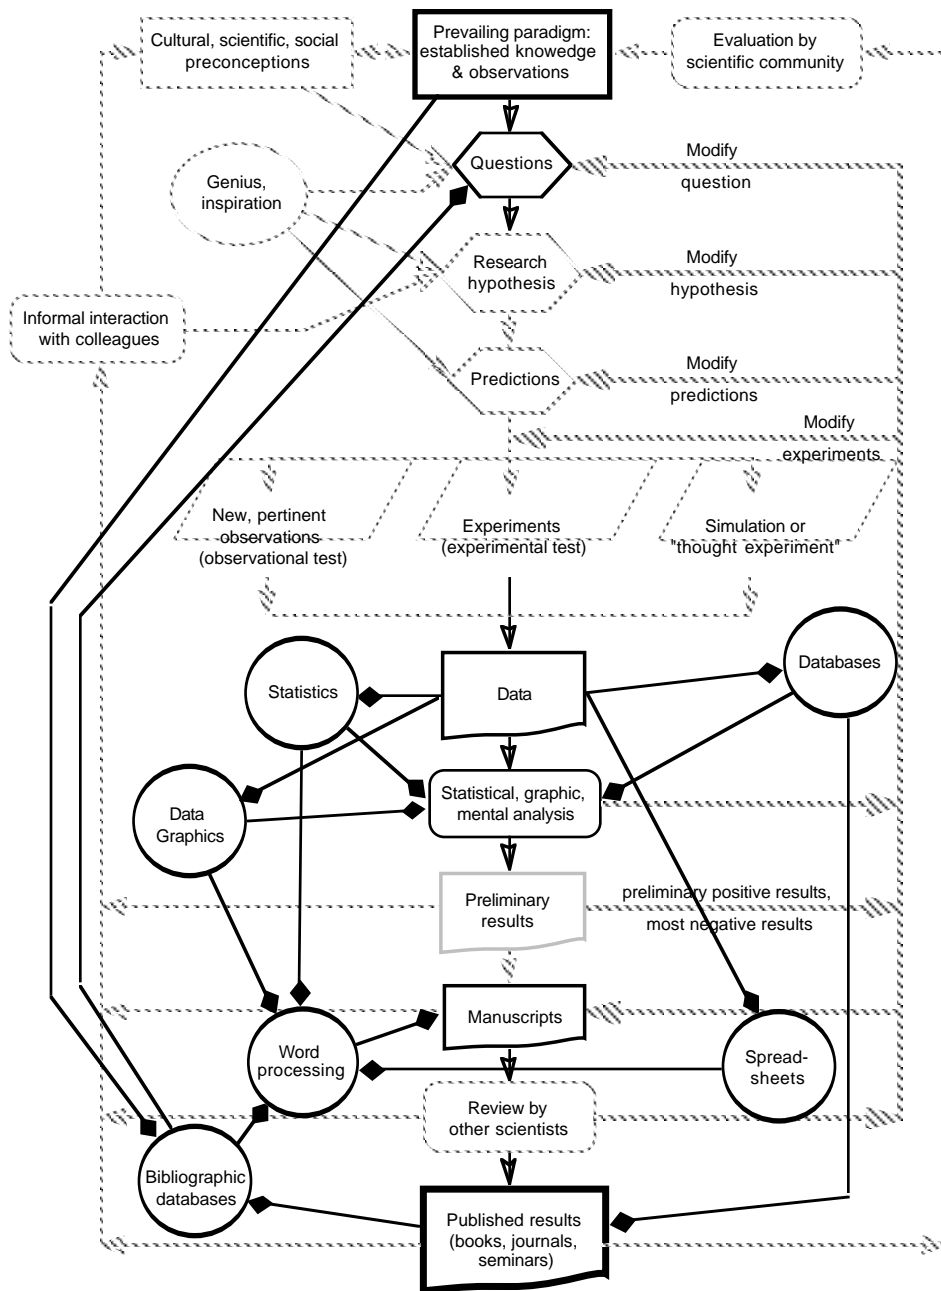 Cultural, scientific, social
preconceptions
Prevailing paradigm:
established knowledge
& observations
Evaluation by
scientific community
Questions
Modify
question
Genius,
inspiration
Research
hypothesis
Modify
hypothesis
Informal interaction
with colleagues
Predictions
Modify
predictions
Modify
experiments
New, pertinent
observations
(observational test)
Experiments
(experimental test)
Simulation or
"thought experiment"
Statistics
Data
Databases
Data
Graphics
Statistical, graphic,
mental analysis
Preliminary
results
preliminary positive results,
most negative results
Manuscripts
Word
processing
Spread-
sheets
Review by
other scientists
Bibliographic
databases
Published results
(books, journals,
seminars)